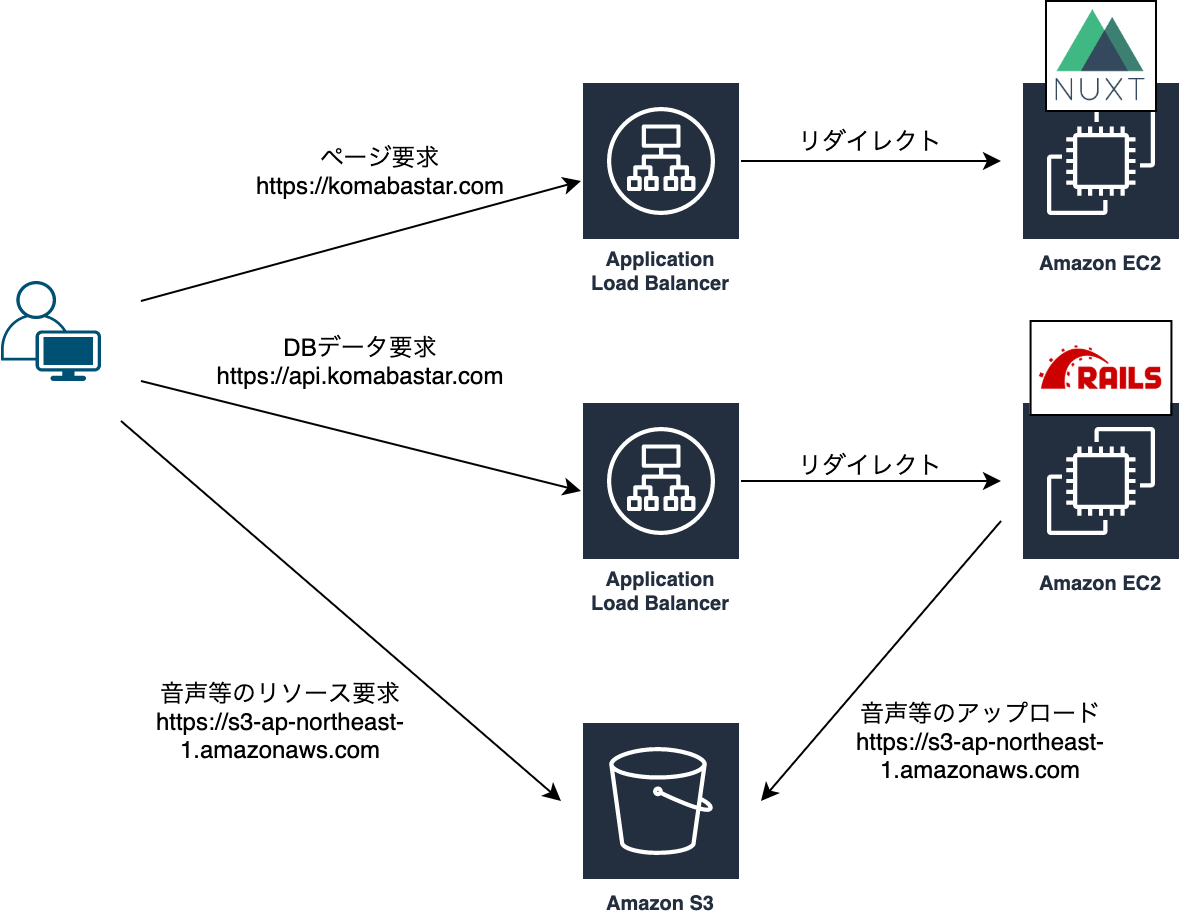 NUXT
ページ要求
https://komabastar.com
リダイレクト
Application
Load Balancer
Amazon EC2
DBデータ要求
https://api.komabastar.com
RAILS
リダイレクト
Application
Load Balancer
Amazon EC2
音声等のリソース要求
https://s3-ap-northeast-
1.amazonaws.com
音声等のアップロード
https://s3-ap-northeast-
1.amazonaws.com
Amazon S3